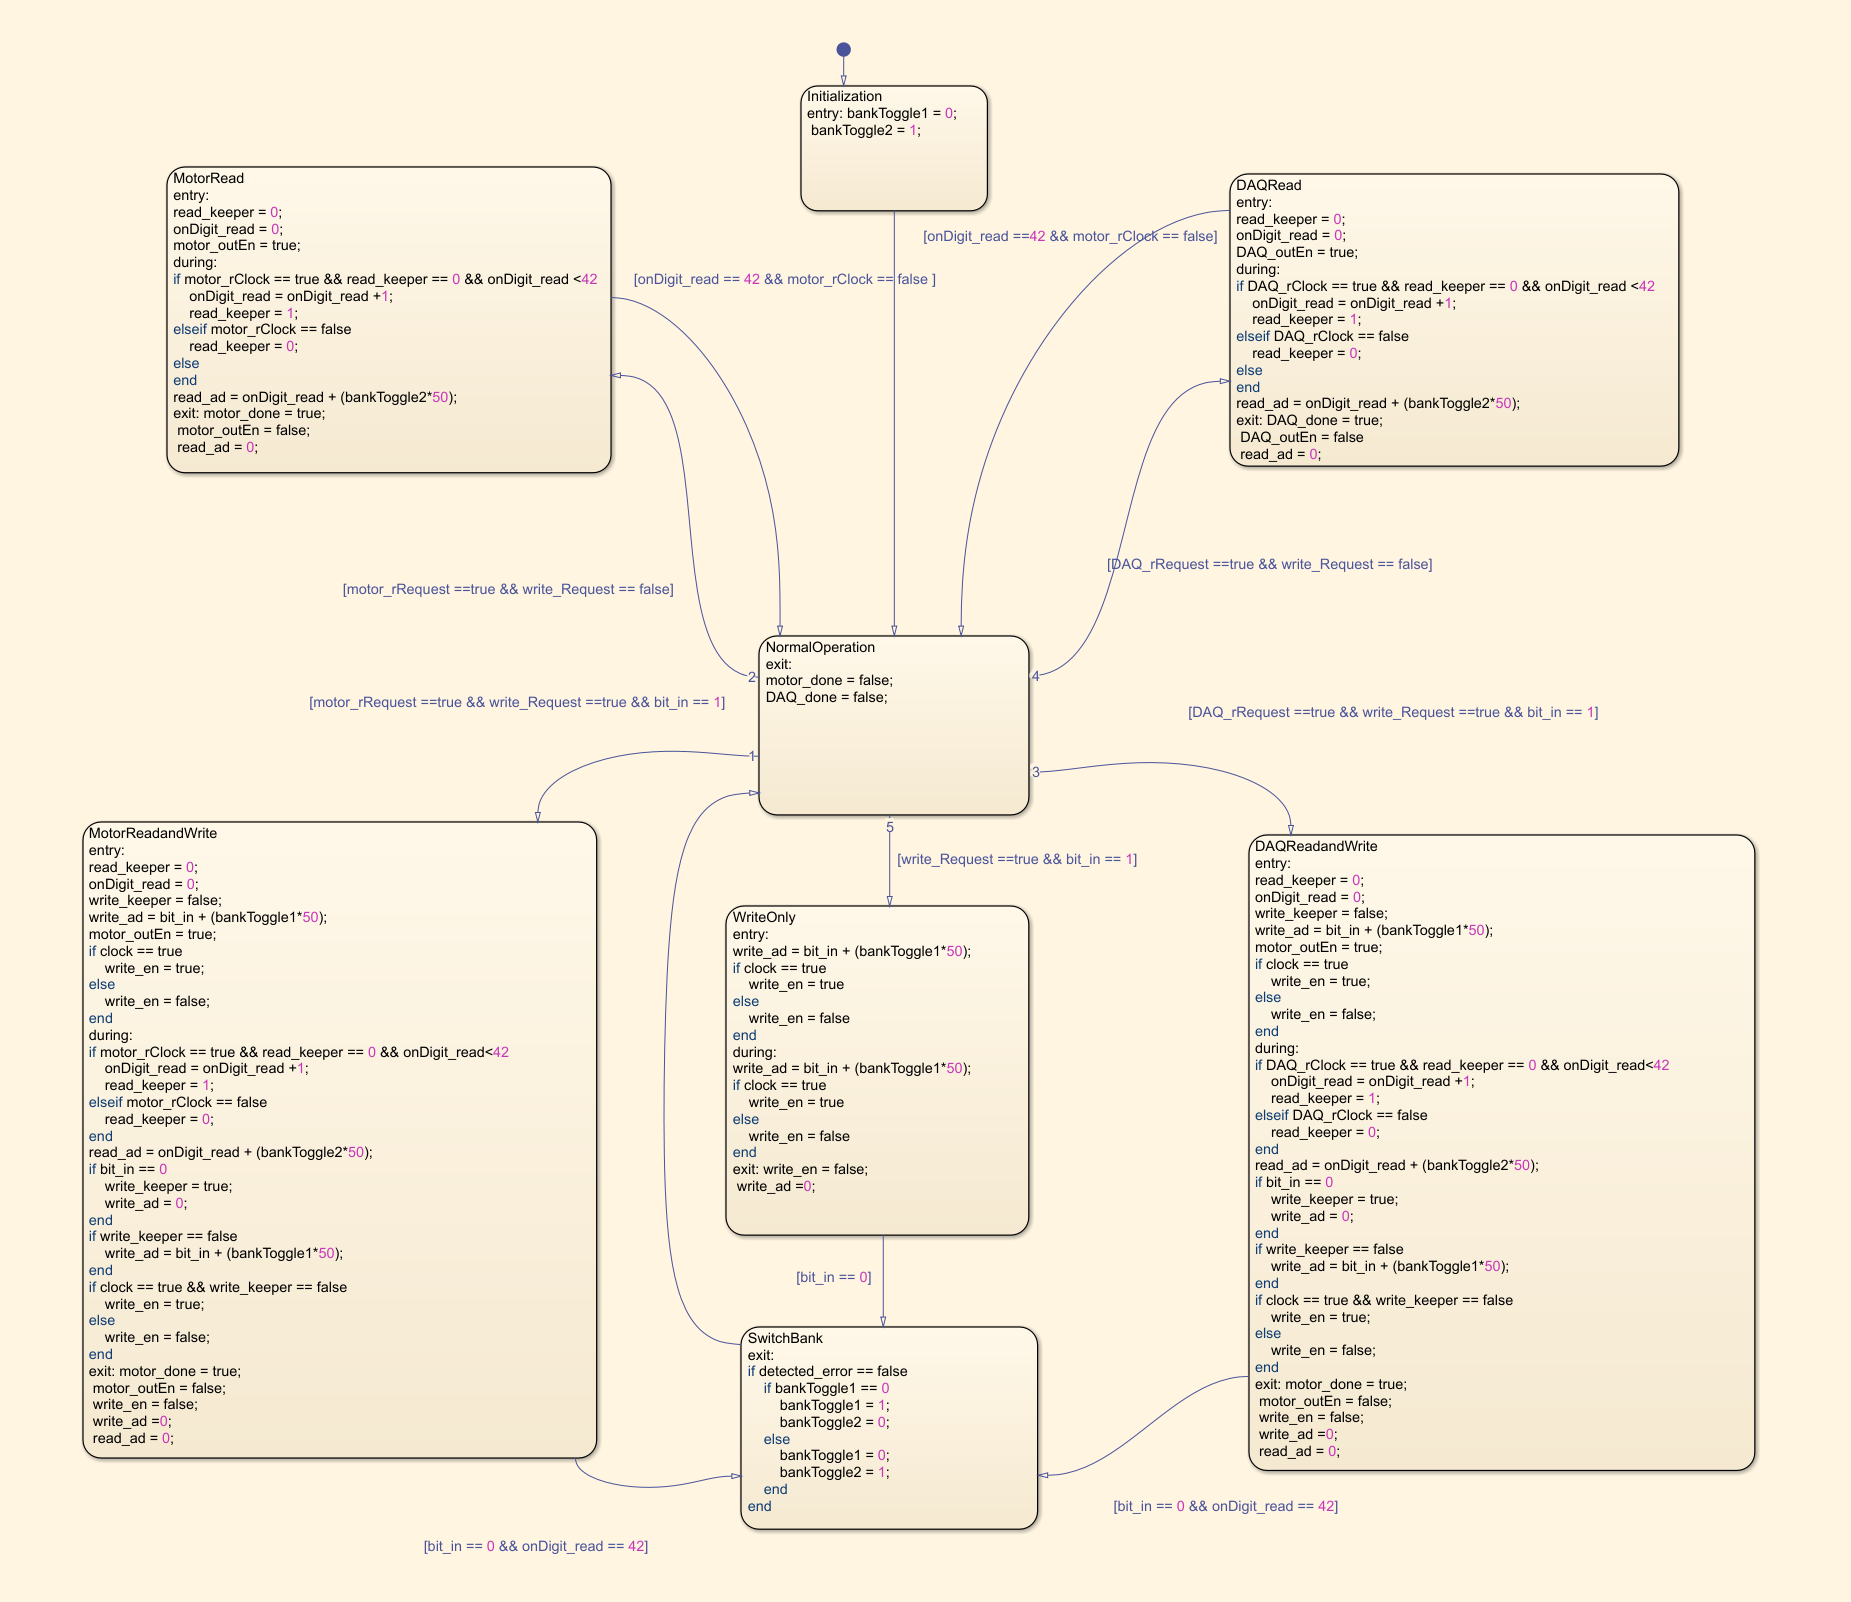 Initialization
entry: bankToggle1 = 0;
bankToggle2 = 1;
MotorRead
entry:
read_keeper = 0;
onDigit_read = 0;
motor_outEn = true;
during:
if motor_rClock == true && read_keeper == 0 && onDigit_read <42
onDigit_read = onDigit_read +1;
read_keeper = 1;
elseif motor_rClock == false
read_keeper = 0;
else
end
read_ad = onDigit_read + (bankToggle2*50);
exit: motor_done = true;
motor_outEn = false;
read_ad = 0;
[onDigit_read == 42 && motor_rClock == false ]
[onDigit_read ==42 && motor_rClock == false]
DAQRead
entry:
read_keeper = 0;
onDigit_read = 0;
DAQ_outEn = true;
during:
if DAQ_rClock == true && read_keeper == 0 && onDigit_read <42
onDigit_read = onDigit_read +1;
read_keeper = 1;
elseif DAQ_rClock == false
read_keeper = 0;
else
end
read_ad = onDigit_read + (bankToggle2*50);
exit: DAQ_done = true;
DAQ_outEn = false
read_ad = 0;
[motor_rRequest ==true && write_Request == false]
[DAQ_rRequest ==true && write_Request == false]
NormalOperation
exit:
motor_done = false;
DAQ_done = false;
2
4
1
3
5
[motor_rRequest ==true && write_Request ==true && bit_in == 1]
[DAQ_rRequest ==true && write_Request ==true && bit_in == 1]
[write_Request ==true && bit_in == 1]
MotorReadandWrite
entry:
read_keeper = 0;
onDigit_read = 0;
write_keeper = false;
write_ad = bit_in + (bankToggle1*50);
motor_outEn = true;
if clock == true
write_en = true;
else
write_en = false;
end
during:
if motor_rClock == true && read_keeper == 0 && onDigit_read<42
onDigit_read = onDigit_read +1;
read_keeper = 1;
elseif motor_rClock == false
read_keeper = 0;
end
read_ad = onDigit_read + (bankToggle2*50);
if bit_in == 0
write_keeper = true;
write_ad = 0;
end
if write_keeper == false
write_ad = bit_in + (bankToggle1*50);
end
if clock == true && write_keeper == false
write_en = true;
else
write_en = false;
end
exit: motor_done = true;
motor_outEn = false;
write_en = false;
write_ad =0;
read_ad = 0;
WriteOnly
entry:
write_ad = bit_in + (bankToggle1*50);
if clock == true
write_en = true
else
write_en = false
end
during:
write_ad = bit_in + (bankToggle1*50);
if clock == true
write_en = true
else
write_en = false
end
exit: write_en = false;
write_ad =0;
DAQReadandWrite
entry:
read_keeper = 0;
onDigit_read = 0;
write_keeper = false;
write_ad = bit_in + (bankToggle1*50);
motor_outEn = true;
if clock == true
write_en = true;
else
write_en = false;
end
during:
if DAQ_rClock == true && read_keeper == 0 && onDigit_read<42
onDigit_read = onDigit_read +1;
read_keeper = 1;
elseif DAQ_rClock == false
read_keeper = 0;
end
read_ad = onDigit_read + (bankToggle2*50);
if bit_in == 0
write_keeper = true;
write_ad = 0;
end
if write_keeper == false
write_ad = bit_in + (bankToggle1*50);
end
if clock == true && write_keeper == false
write_en = true;
else
write_en = false;
end
exit: motor_done = true;
motor_outEn = false;
write_en = false;
write_ad =0;
read_ad = 0;
[bit_in == 0]
SwitchBank
exit:
if detected_error == false
if bankToggle1 == 0
bankToggle1 = 1;
bankToggle2 = 0;
else
bankToggle1 = 0;
bankToggle2 = 1;
end
end
[bit_in == 0 && onDigit_read == 42]
[bit_in == 0 && onDigit_read == 42]